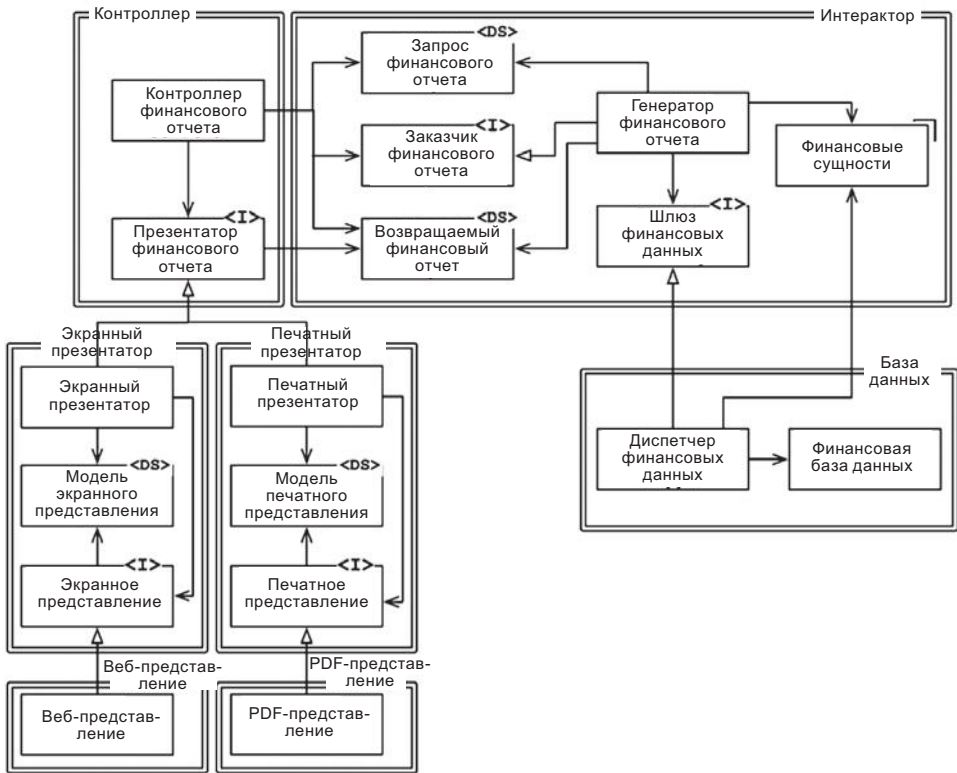 Контроллер
Интерактор
<DS>
Запрос
финансового
отчета
Контроллер
финансового
отчета
<I>
Заказчик
финансового
отчета
Генератор
финансового
отчета
Финансовые
сущности
<I>
Презентатор
финансового
отчета
<DS>
Возвращаемый
финансовый
отчет
<I>
Шлюз
финансовых
данных
Экранный
презентатор
Печатный
презентатор
База
данных
Экранный
презентатор
Печатный
презентатор
Диспетчер
финансовых
данных
Финансовая
база данных
<DS>
Модель
экранного
представления
<DS>
Модель
печатного
представления
<I>
Экранное
представление
<I>
Печатное
представление
Веб-представ-
ление
PDF-представ-
ление
Веб-представ-
ление
PDF-представ-
ление